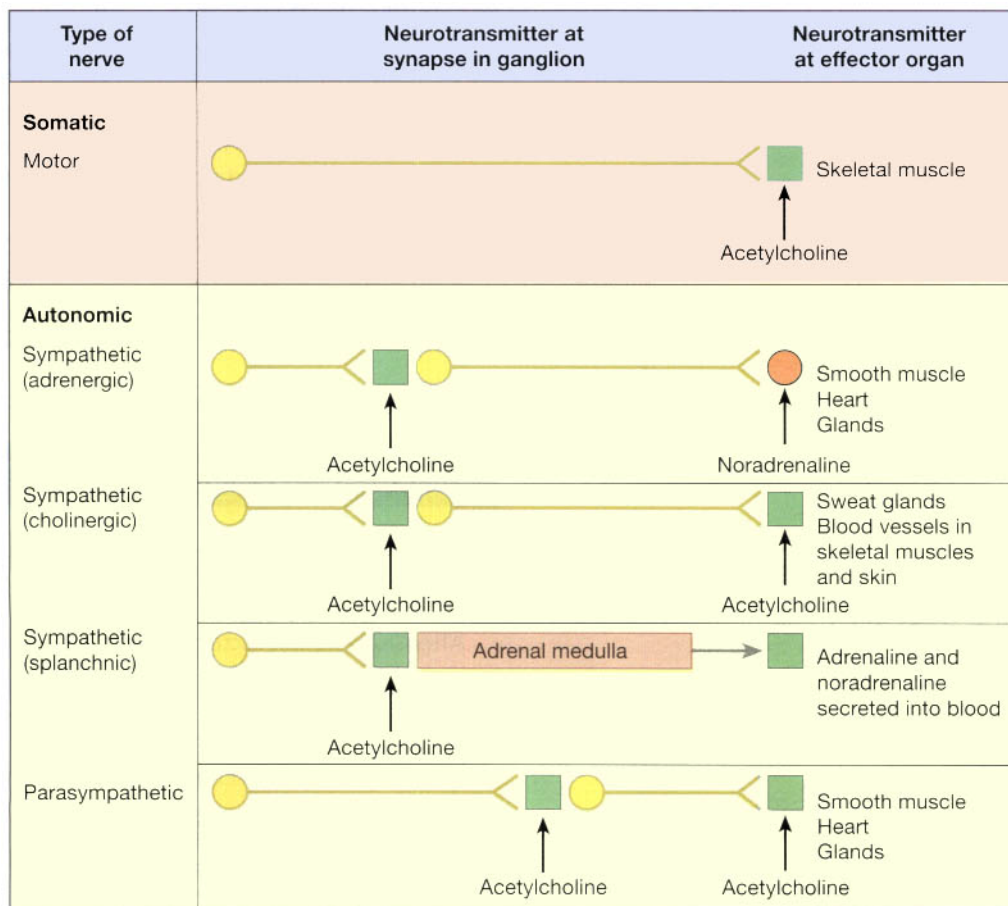 Type of
nerve
Neurotransmitter at
synapse in ganglion
Neurotransmitter
at effector organ
Somatic
Motor
Skeletal muscle
Acetylcholine
Autonomic
Sympathetic
(adrenergic)
Smooth muscle
Heart
Glands
Acetylcholine
Noradrenaline
Sympathetic
(cholinergic)
Sweat glands
Blood vessels in
skeletal muscles
and skin
Acetylcholine
Acetylcholine
Sympathetic
(splanchnic)
Adrenal medulla
Adrenaline and
noradrenaline
secreted into blood
Acetylcholine
Parasympathetic
Smooth muscle
Heart
Glands
Acetylcholine
Acetylcholine